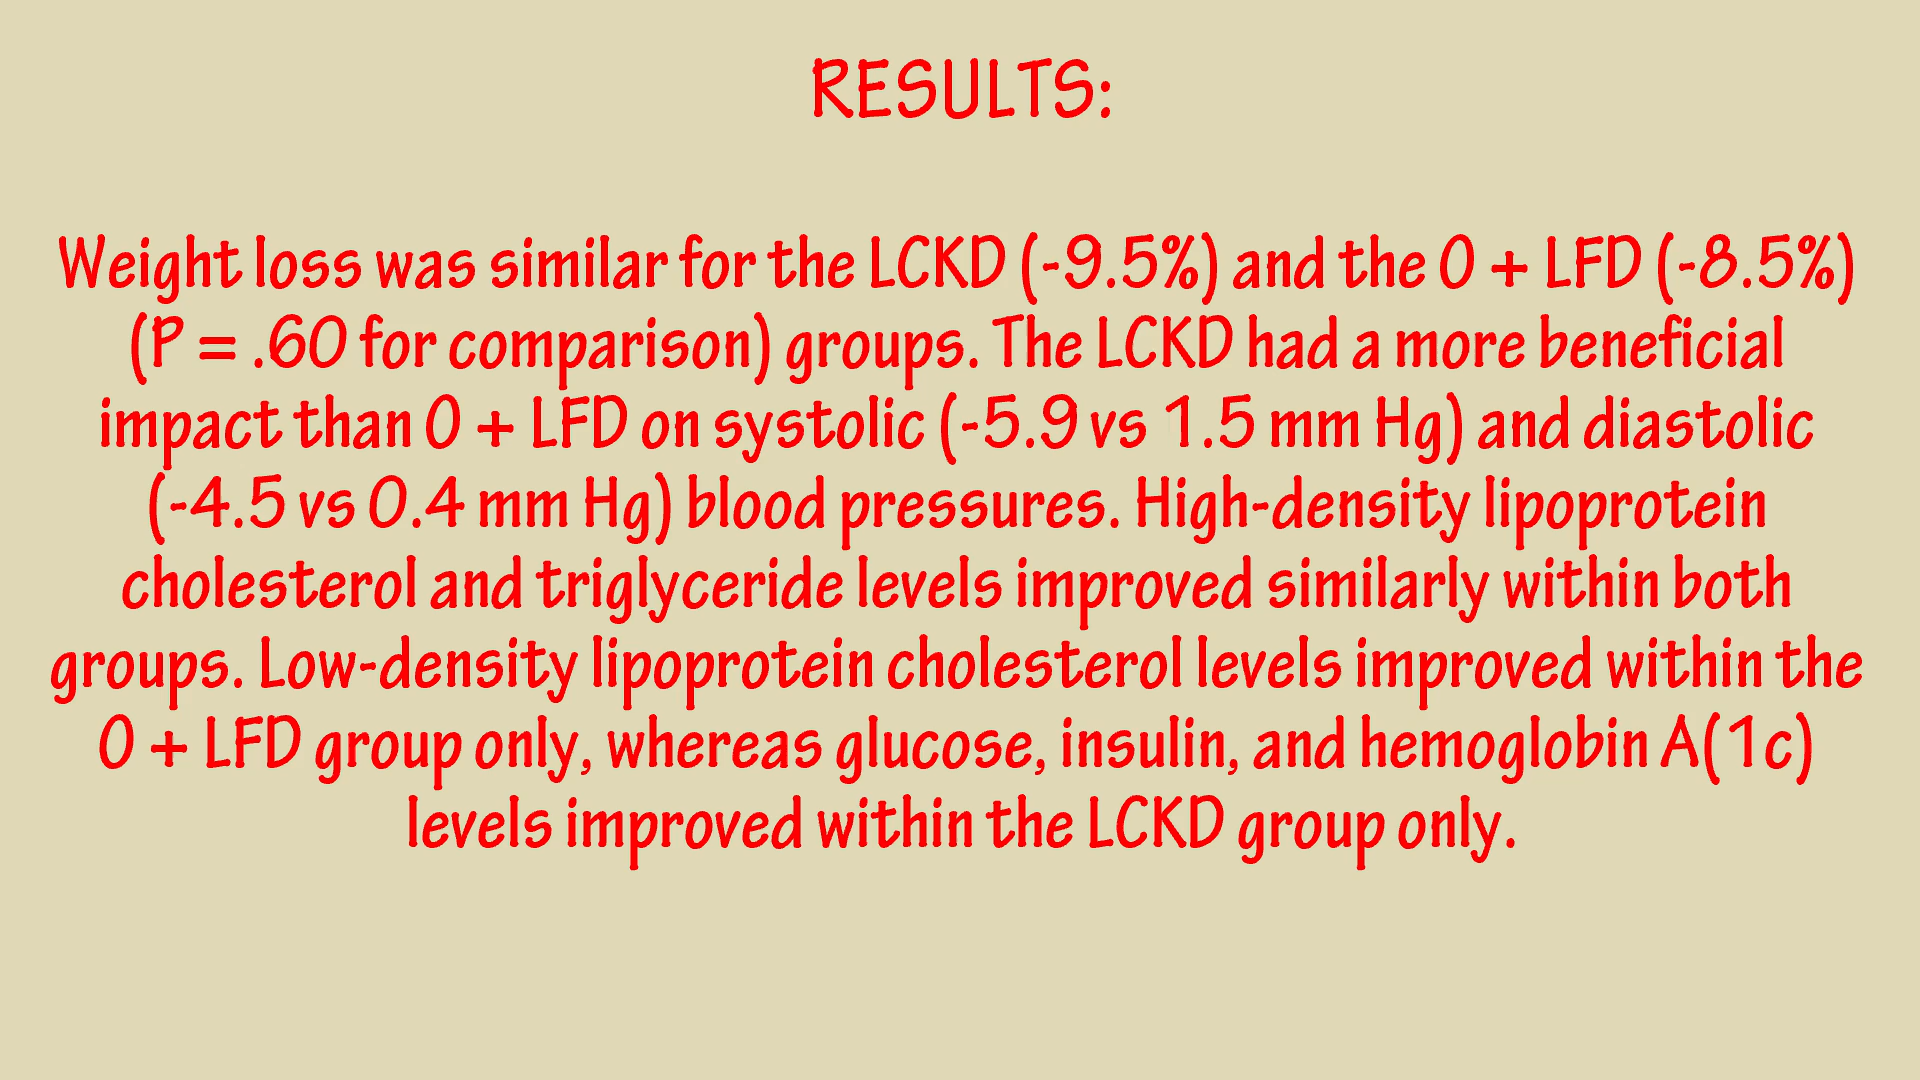 RESULTS:
Weight loss was similar for the LCKD (-9.5%) and the O + LFD (-8.5%)
(P = .60 for comparison) groups. The LCKD had a more beneficial
impact than O + LFD on systolic (-5.9 vs 1.5 mm Hg) and diastolic
(-4.5 vs 0.4 mm Hg) blood pressures. High-density lipoprotein
cholesterol and triglyceride levels improved similarly within both
groups. Low-density lipoprotein cholesterol levels improved within the
O + LFD group only, whereas glucose, insulin, and hemoglobin A(1c)
levels improved within the LCKD group only.